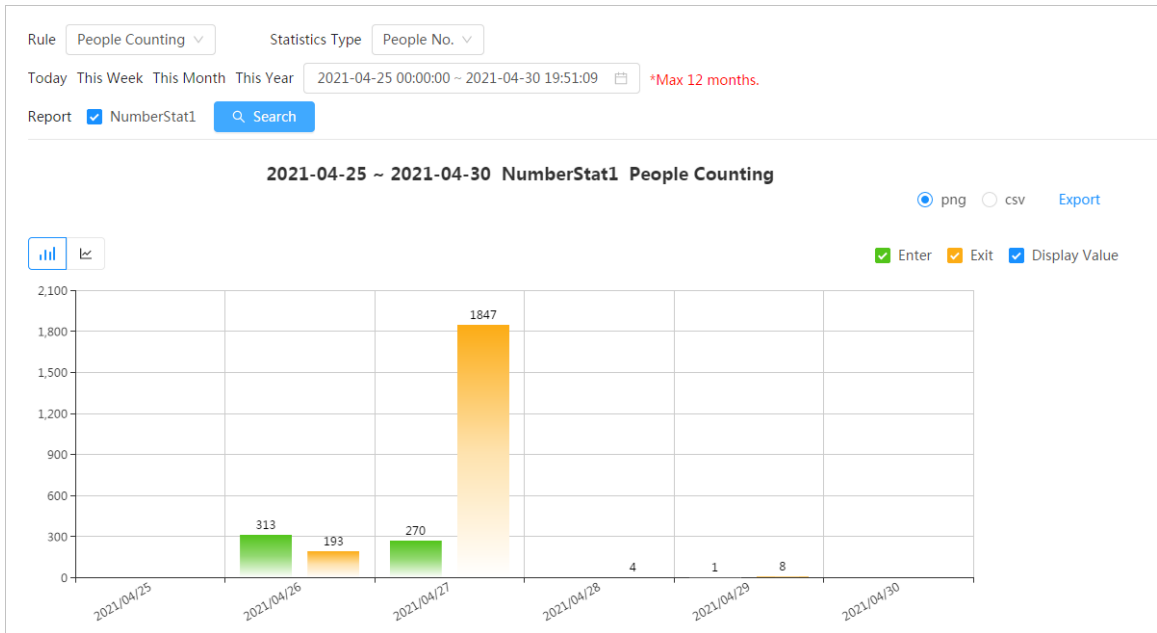 Rule People Counting Statistics Type People No.
Today This Week This Month This Year 2021-04-25 00:00:00 ~ 2021-04-30 19:51:09 *Max 12 months.
Report NumberStat1 Search
2021-04-25 ~ 2021-04-30 NumberStat1 People Counting
png csv Export
Enter Exit Display Value
2,100
1847
1,800
1,500
1,200
900
600
313 193 270
300
4 1 8
0
2021/04/25 2021/04/26 2021/04/27 2021/04/28 2021/04/29 2021/04/30